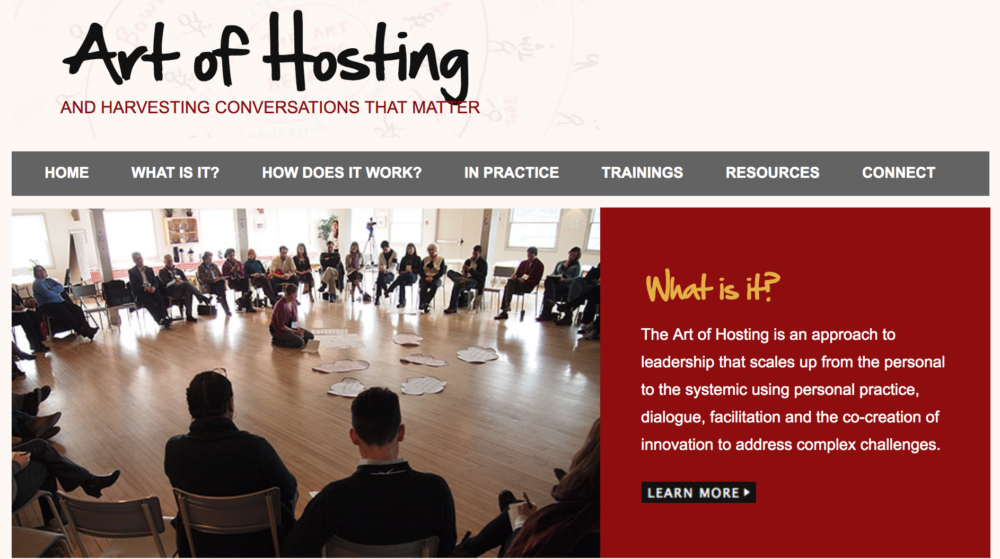 Art of Hosting
AND HARVESTING CONVERSATIONS THAT MATTER
HOME WHAT IS IT? HOW DOES IT WORK? IN PRACTICE TRAININGS RESOURCES CONNECT
What is it?
The Art of Hosting is an approach to
leadership that scales up from the personal
to the systemic using personal practice,
dialogue, facilitation and the co-creation of
innovation to address complex challenges.
LEARN MORE